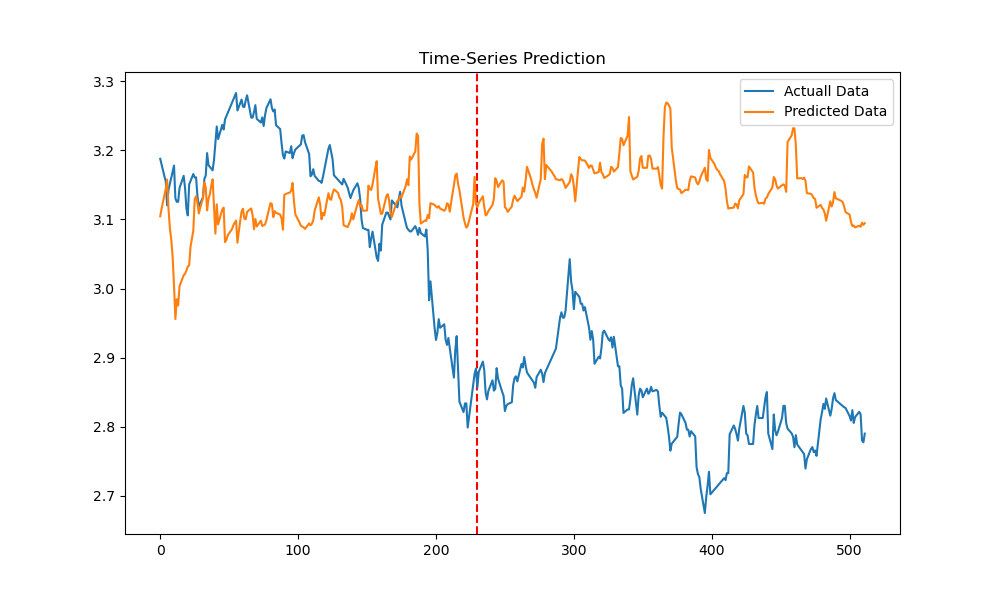 Time-Series Prediction
Actuall Data
Predicted Data
3.3
3.2
3.1
3.0
2.9
2.8
2.7
0 100 200 300 400 500